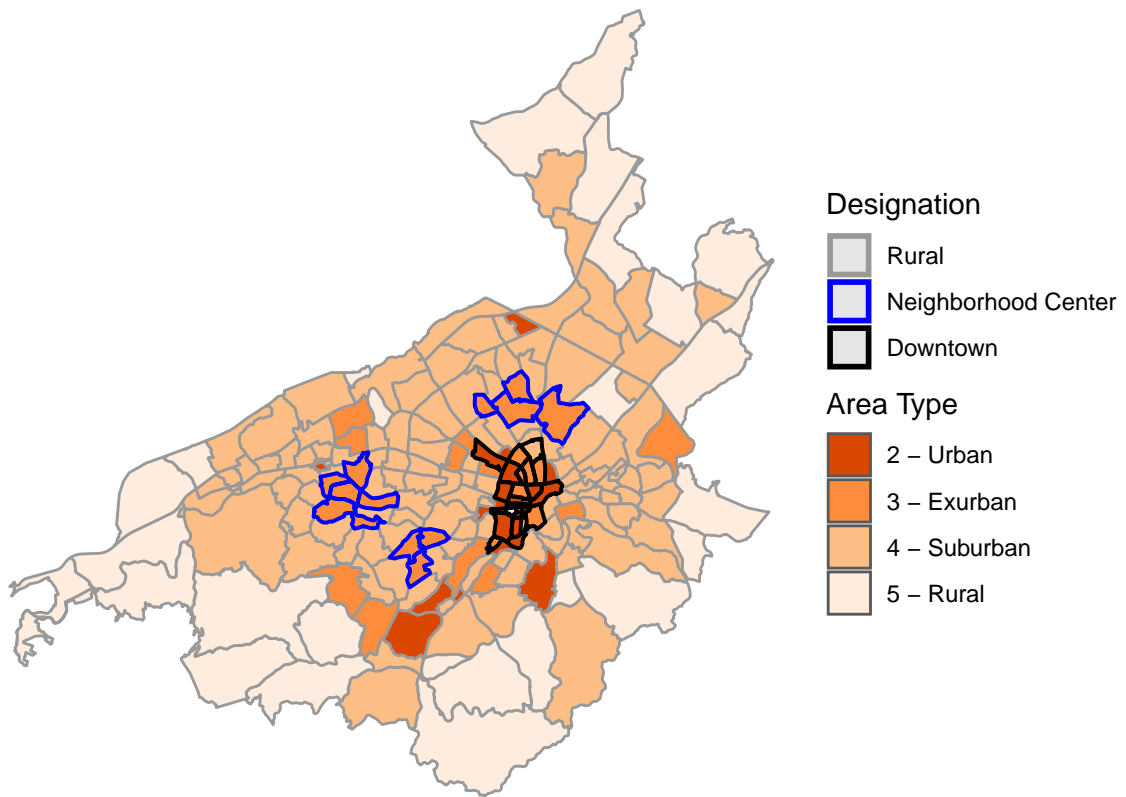 Designation
Rural
Neighborhood Center
Downtown
Area Type
2 − Urban
3 − Exurban
4 − Suburban
5 − Rural